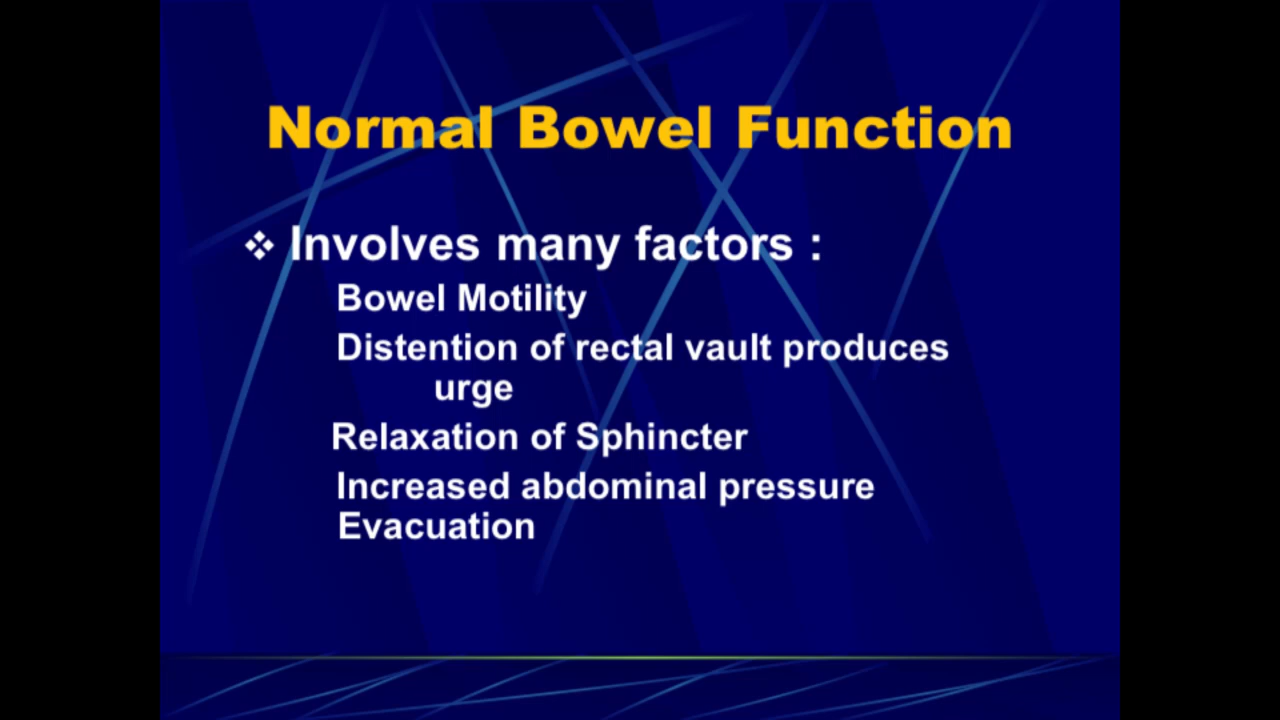 Normal Bowel Function
❖ Involves many factors :
Bowel Motility
Distention of rectal vault produces
urge
Relaxation of Sphincter
Increased abdominal pressure
Evacuation